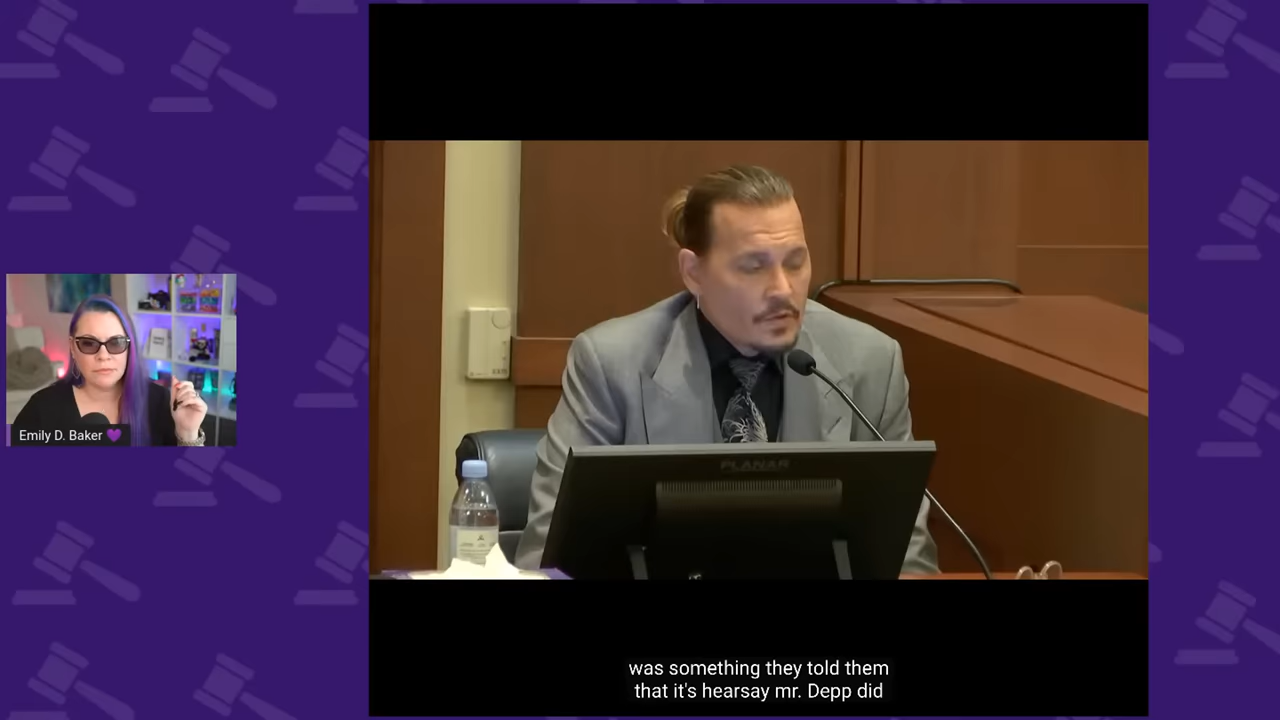 PLANAR
Emily D. Baker 💜
was something they told them
that it's hearsay mr. Depp did